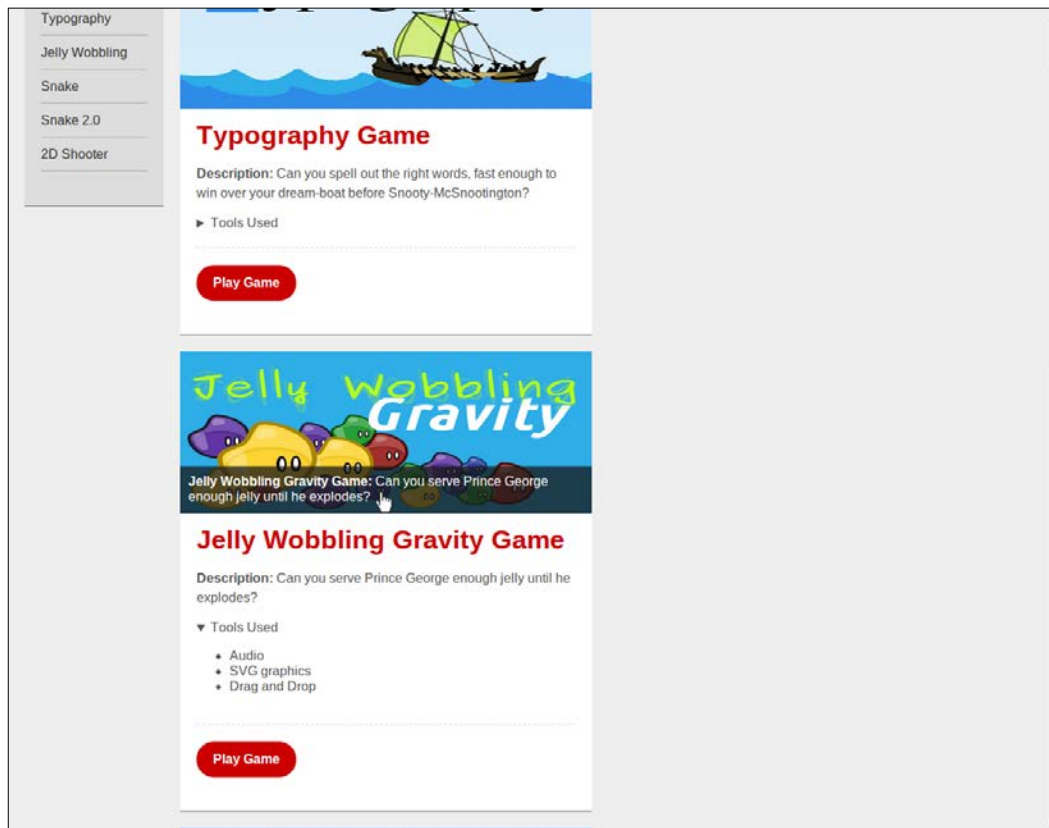 Typography
Jelly Wobbling
Snake
Snake 2.0
2D Shooter
Typography Game
Description: Can you spell out the right words, fast enough to
win over your dream-boat before Snooty-McSnootington?
Tools Used
Play Game
Jelly Wobbling
Gravity
Jelly Wobbling Gravity Game: Can you serve Prince George
enough jelly until he explodes?
Jelly Wobbling Gravity Game
Description: Can you serve Prince George enough jelly until he
explodes?
Tools Used
Audio
SVG graphics
Drag and Drop
Play Game